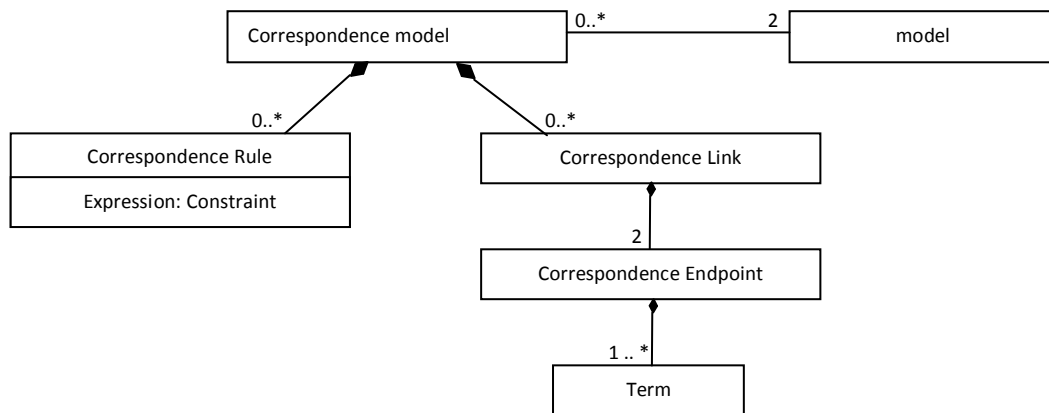 Correspondence model
0..*
2
model
0..*
0..*
Correspondence Rule
Expression: Constraint
Correspondence Link
2
Correspondence Endpoint
1 .. *
Term